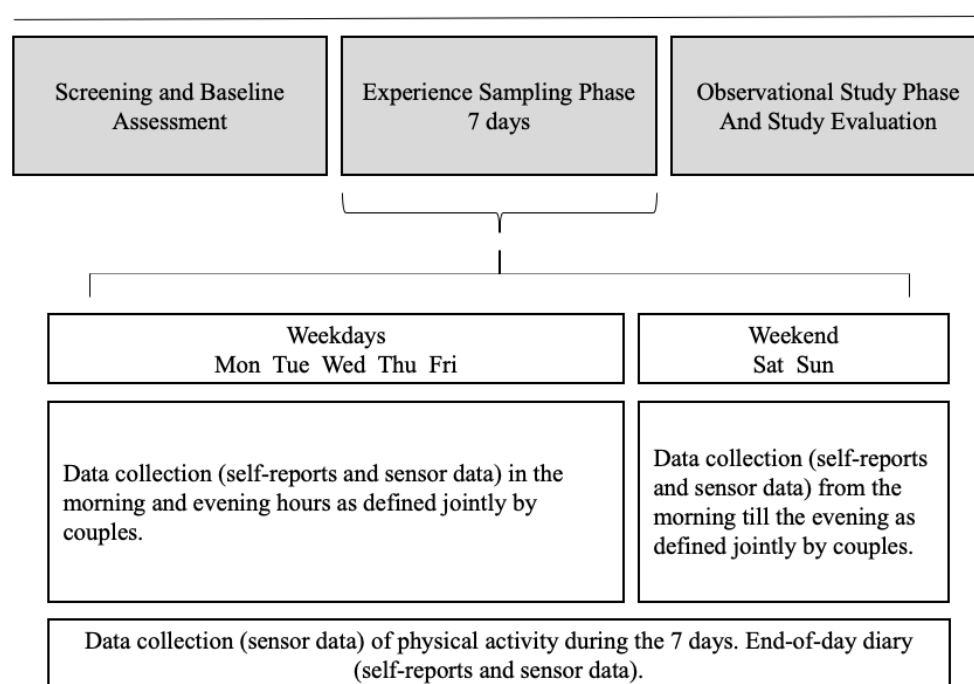 Screening and Baseline
Assessment
Experience Sampling Phase
7 days
Observational Study Phase
And Study Evaluation
Weekdays
Mon Tue Wed Thu Fri
Weekend
Sat Sun
Data collection (self-reports and sensor data) in the
morning and evening hours as defined jointly by
couples.
Data collection (self-reports
and sensor data) from the
morning till the evening as
defined jointly by couples.
Data collection (sensor data) of physical activity during the 7 days. End-of-day diary
(self-reports and sensor data).